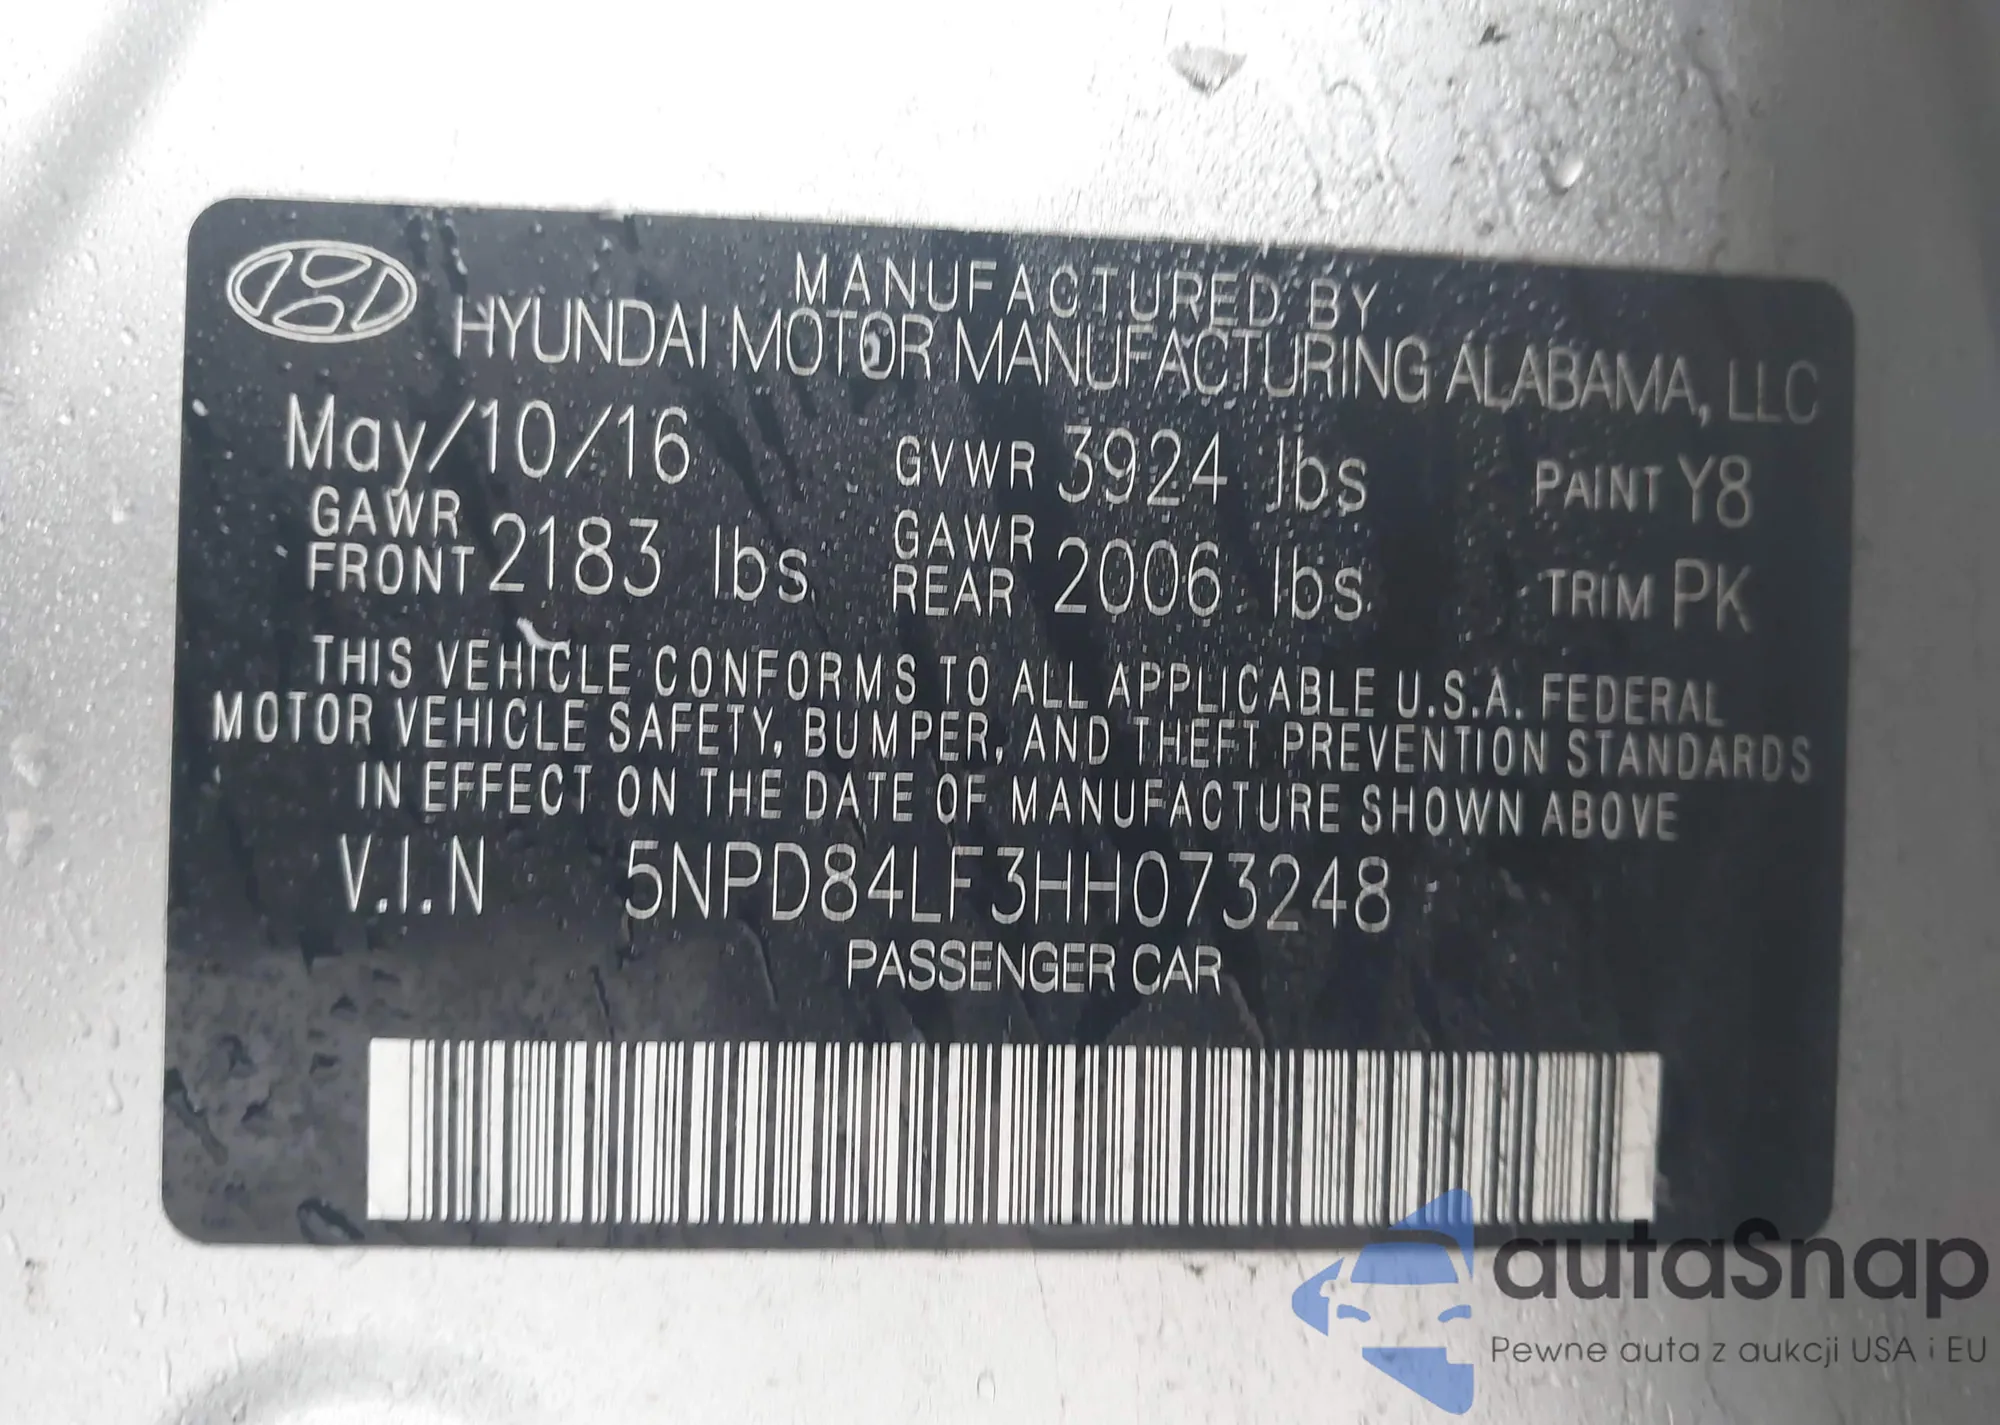 MANUFACTURED BY
HYUNDAI MOTOR MANUFACTURING ALABAMA, LLC
May/10/16 GVWR 3924 lbs PAINT Y8
GAWR FRONT 2183 lbs GAWR REAR 2006 lbs TRIM PK
THIS VEHICLE CONFORMS TO ALL APPLICABLE U.S.A. FEDERAL
MOTOR VEHICLE SAFETY, BUMPER, AND THEFT PREVENTION STANDARDS
IN EFFECT ON THE DATE OF MANUFACTURE SHOWN ABOVE
V.I.N 5NPD84LF3HH073248
PASSENGER CAR
autaSnap
Pewne auta z aukcji USA i EU